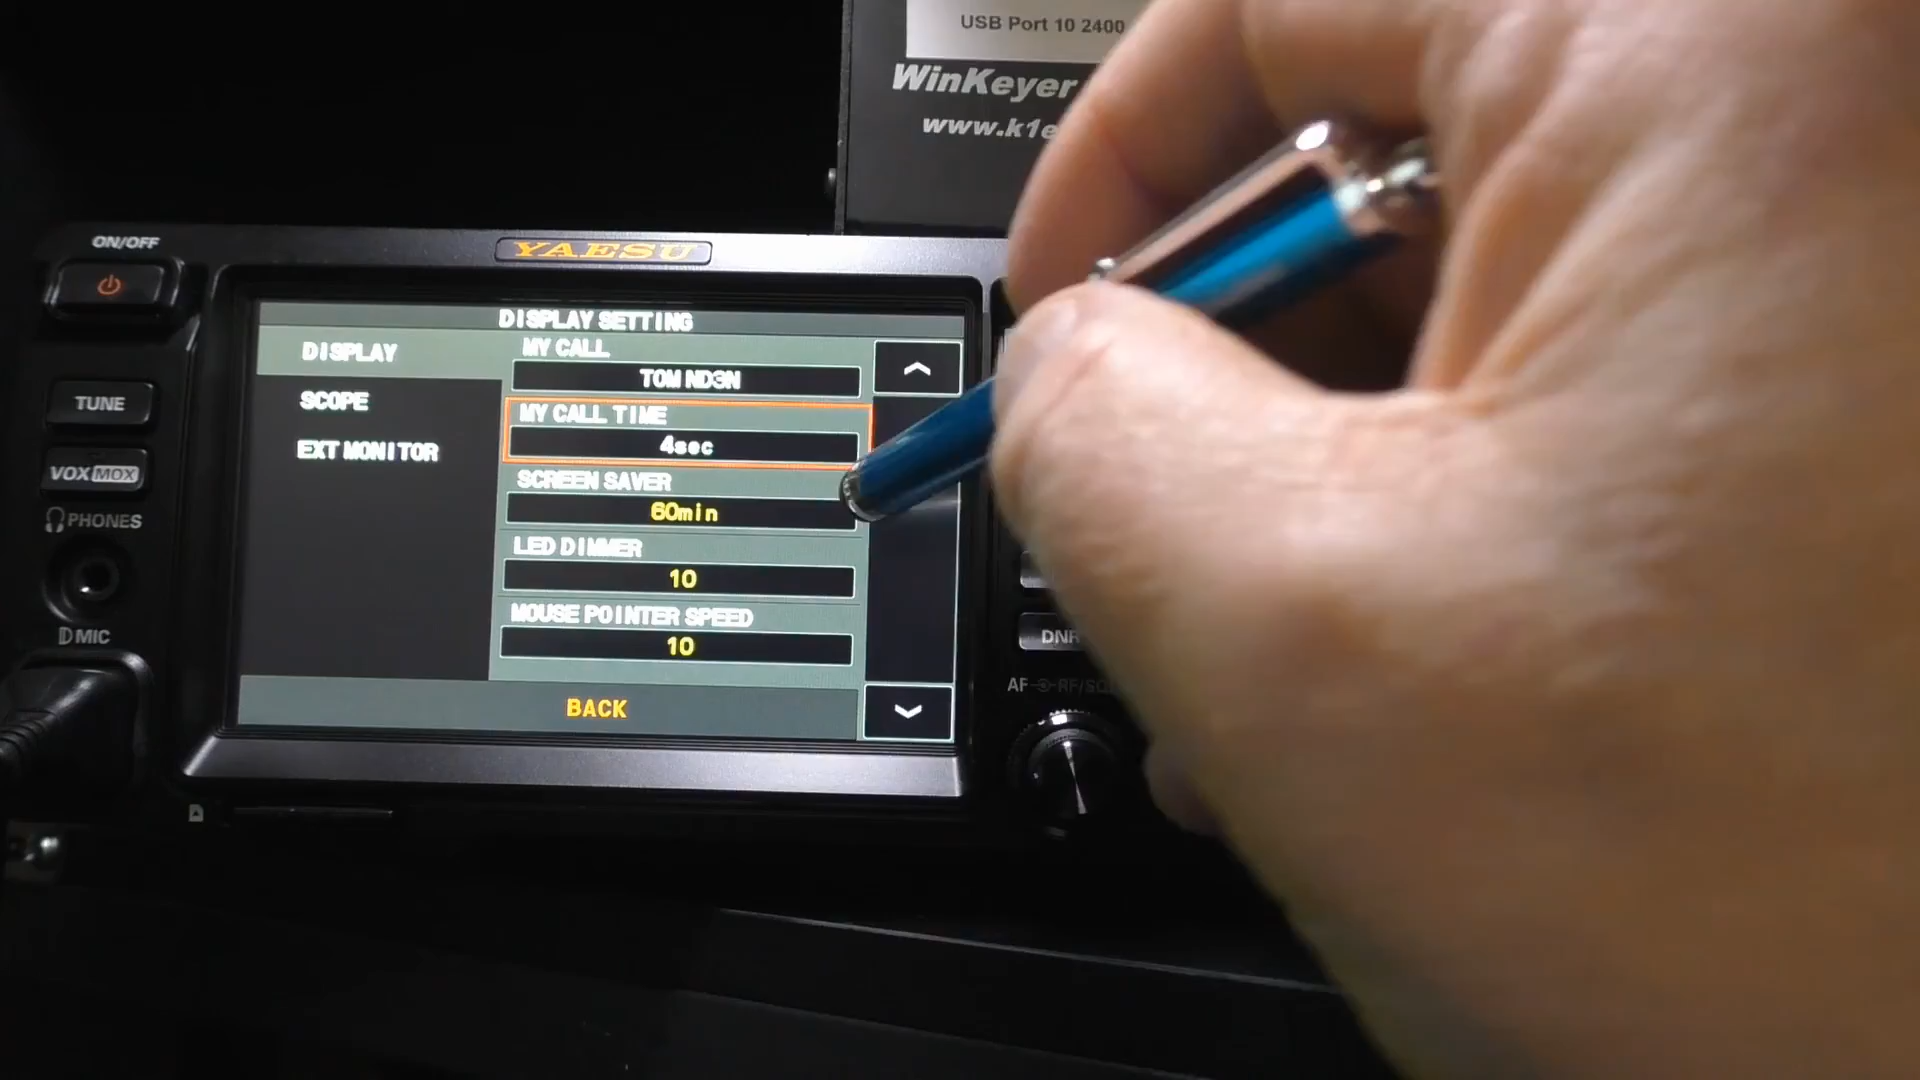 USB Port 10 2400
WinKeyer
www.k1e
ON/OFF
YAESU
DISPLAY SETTING
DISPLAY
MY CALL
TOM ND3N
SCOPE
MY CALL TIME
4sec
EXT MONITOR
SCREEN SAVER
60min
LED DIMMER
10
MOUSE POINTER SPEED
10
BACK
TUNE
VOX MOX
PHONES
MIC
DNR
AF RF/SQL